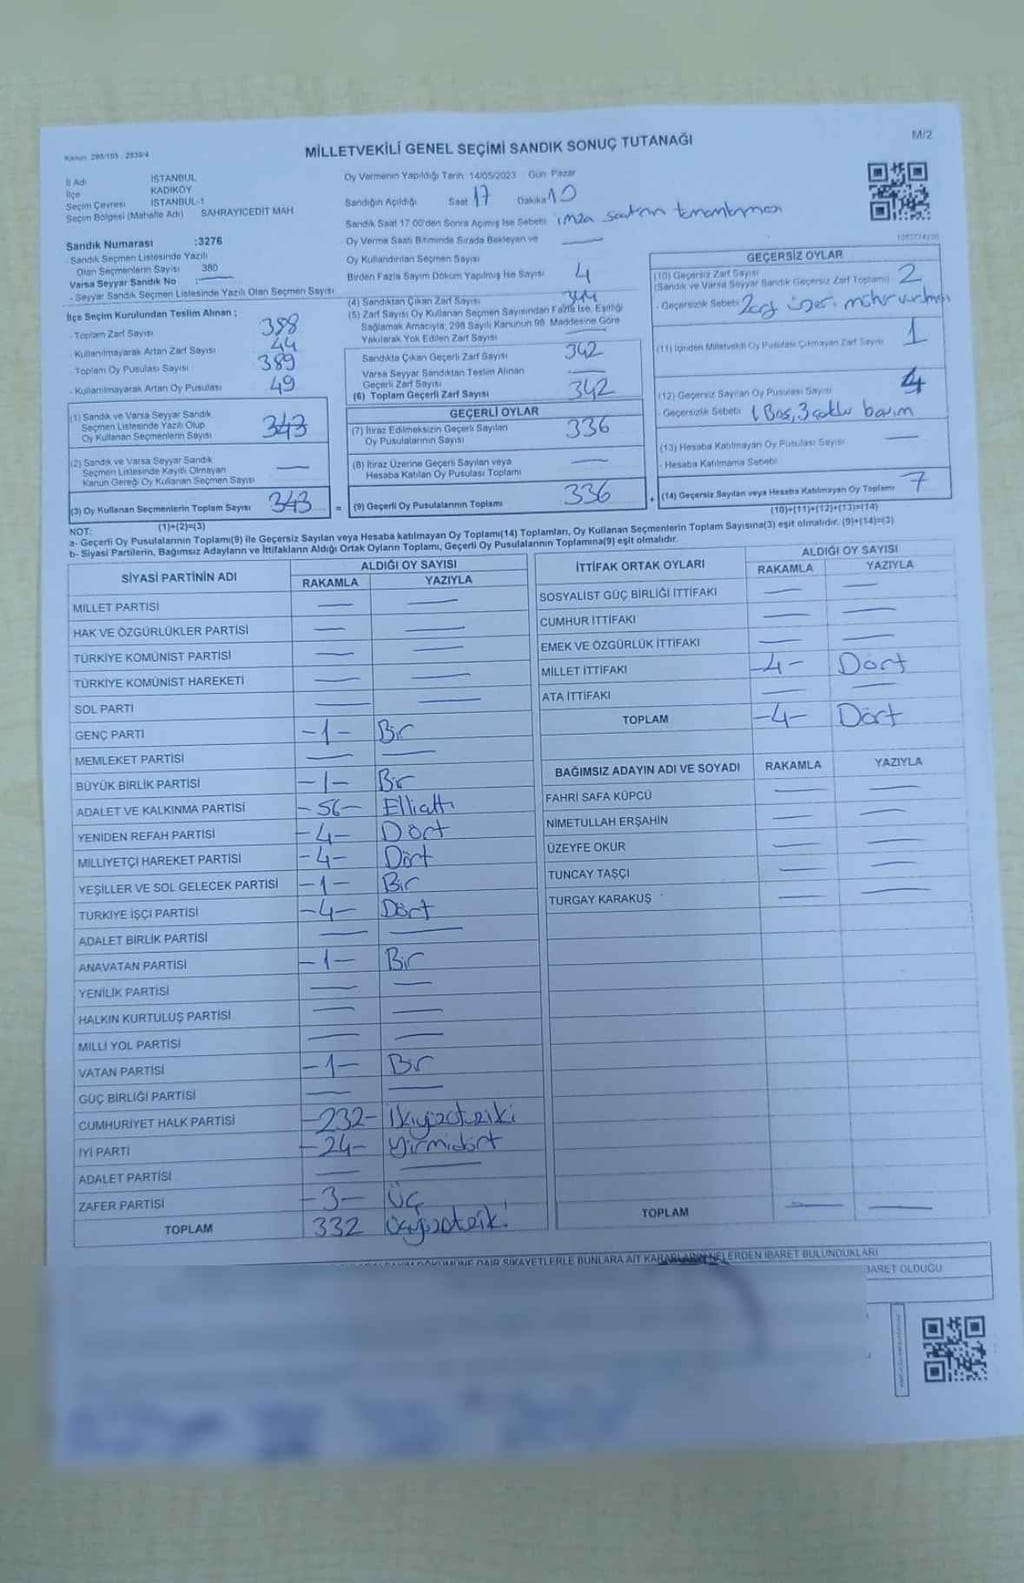 Kanun: 298/105 , 2839/4
MİLLETVEKİLİ GENEL SEÇİMİ SANDIK SONUÇ TUTANAĞI
M/2
İl Adı İSTANBUL
İlçe KADIKÖY
Seçim Çevresi İSTANBUL-1
Seçim Bölgesi (Mahalle Adı) SAHRAYICEDİT MAH
Sandık Numarası :3276
- Sandık Seçmen Listesinde Yazılı
Olan Seçmenlerin Sayısı 380
Varsa Seyyar Sandık No :
- Seyyar Sandık Seçmen Listesinde Yazılı Olan Seçmen Sayısı
İlçe Seçim Kurulundan Teslim Alınan ;
- Toplam Zarf Sayısı 398
- Kullanılmayarak Artan Zarf Sayısı 44
- Toplam Oy Pusulası Sayısı 389
- Kullanılmayarak Artan Oy Pusulası 49
(1) Sandık ve Varsa Seyyar Sandık
Seçmen Listesinde Yazılı Olup
Oy Kullanan Seçmenlerin Sayısı 343
(2) Sandık ve Varsa Seyyar Sandık
Seçmen Listesinde Kayıtlı Olmayan
Kanun Gereği Oy Kullanan Seçmen Sayısı —
(3) Oy Kullanan Seçmenlerin Toplam Sayısı 343 =
(1)+(2)=(3)
Oy Vermenin Yapıldığı Tarih 14/05/2023 Gün Pazar
Sandığın Açıldığı Saat 17 Dakika 10
Sandık Saat 17 00'den Sonra Açılmış İse Sebebi imza
Oy Verme Saati Bitiminde Sırada Bekleyen ve
Oy Kullandırılan Seçmen Sayısı —
Birden Fazla Sayım Döküm Yapılmış İse Sayısı 4
(4) Sandıktan Çıkan Zarf Sayısı 344
(5) Zarf Sayısı Oy Kullanan Seçmen Sayısından Fazla İse, Eşitliği
Sağlamak Amacıyla; 298 Sayılı Kanunun 98. Maddesine Göre
Yakılarak Yok Edilen Zarf Sayısı —
Sandıkta Çıkan Geçerli Zarf Sayısı 342
Varsa Seyyar Sandıktan Teslim Alınan
Geçerli Zarf Sayısı —
(6) Toplam Geçerli Zarf Sayısı 342
GEÇERLİ OYLAR
(7) İtiraz Edilmeksizin Geçerli Sayılan
Oy Pusulalarının Sayısı 336
(8) İtiraz Üzerine Geçerli Sayılan veya
Hesaba Katılan Oy Pusulası Toplamı —
(9) Geçerli Oy Pusulalarının Toplamı 336 +
GEÇERSİZ OYLAR
(10) Geçersiz Zarf Sayısı
(Sandık ve Varsa Seyyar Sandık Geçersiz Zarf Toplamı) 2
- Geçersizlik Sebebi Zarf mühür
(11) İçinden Milletvekili Oy Pusulası Çıkmayan Zarf Sayısı 1
(12) Geçersiz Sayılan Oy Pusulası Sayısı 4
- Geçersizlik Sebebi 1 Boş, 3 çoklu basım
(13) Hesaba Katılmayan Oy Pusulası Sayısı —
- Hesaba Katılmama Sebebi
(14) Geçersiz Sayılan veya Hesaba Katılmayan Oy Toplamı 7
(10)+(11)+(12)+(13)=(14)
NOT:
a- Geçerli Oy Pusulalarının Toplamı(9) ile Geçersiz Sayılan veya Hesaba katılmayan Oy Toplamı(14) Toplamları, Oy Kullanan Seçmenlerin Toplam Sayısına(3) eşit olmalıdır. (9)+(14)=(3)
b- Siyasi Partilerin, Bağımsız Adayların ve İttifakların Aldığı Ortak Oyların Toplamı, Geçerli Oy Pusulalarının Toplamına(9) eşit olmalıdır.
SİYASİ PARTİNİN ADI ALDIĞI OY SAYISI
RAKAMLA YAZIYLA
MİLLET PARTİSİ — —
HAK VE ÖZGÜRLÜKLER PARTİSİ — —
TÜRKİYE KOMÜNİST PARTİSİ — —
TÜRKİYE KOMÜNİST HAREKETİ — —
SOL PARTİ — —
GENÇ PARTİ -1- Bir
MEMLEKET PARTİSİ — —
BÜYÜK BİRLİK PARTİSİ -1- Bir
ADALET VE KALKINMA PARTİSİ -56- Ellialtı
YENİDEN REFAH PARTİSİ -4- Dört
MİLLİYETÇİ HAREKET PARTİSİ -4- Dört
YEŞİLLER VE SOL GELECEK PARTİSİ -1- Bir
TÜRKİYE İŞÇİ PARTİSİ -4- Dört
ADALET BİRLİK PARTİSİ — —
ANAVATAN PARTİSİ -1- Bir
YENİLİK PARTİSİ — —
HALKIN KURTULUŞ PARTİSİ — —
MİLLİ YOL PARTİSİ — —
VATAN PARTİSİ -1- Bir
GÜÇ BİRLİĞİ PARTİSİ — —
CUMHURİYET HALK PARTİSİ -232- ikiyüzotuziki
İYİ PARTİ -24- Yirmidört
ADALET PARTİSİ — —
ZAFER PARTİSİ -3- Üç
TOPLAM 332 üçyüzotuziki
İTTİFAK ORTAK OYLARI ALDIĞI OY SAYISI
RAKAMLA YAZIYLA
SOSYALİST GÜÇ BİRLİĞİ İTTİFAKI — —
CUMHUR İTTİFAKI — —
EMEK VE ÖZGÜRLÜK İTTİFAKI — —
MİLLET İTTİFAKI -4- Dört
ATA İTTİFAKI — —
TOPLAM -4- Dört
BAĞIMSIZ ADAYIN ADI VE SOYADI RAKAMLA YAZIYLA
FAHRİ SAFA KÜPCÜ — —
NİMETULLAH ERŞAHİN — —
ÜZEYFE OKUR — —
TUNCAY TAŞÇI — —
TURGAY KARAKUŞ — —
TOPLAM — —
DÖKÜMÜNE DAİR ŞİKAYETLERLE BUNLARA AİT KARARLARIN NELERDEN İBARET BULUNDUKLARI
İBARET OLDUĞU